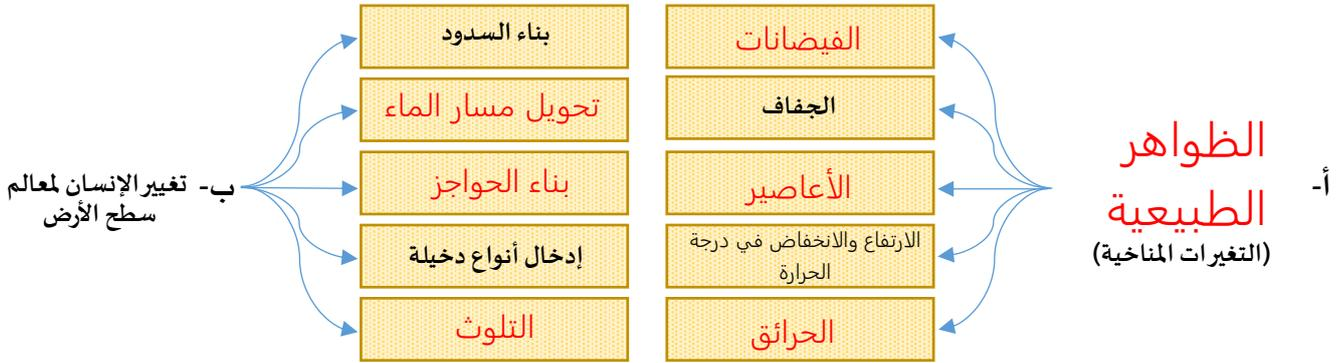 أ-
الظواهر
الطبيعية
(التغيرات المناخية)
الفيضانات
الجفاف
الأعاصير
الارتفاع والانخفاض في درجة
الحرارة
الحرائق
بناء السدود
تحويل مسار الماء
بناء الحواجز
إدخال أنواع دخيلة
التلوث
ب- تغيير الإنسان لمعالم
سطح الأرض